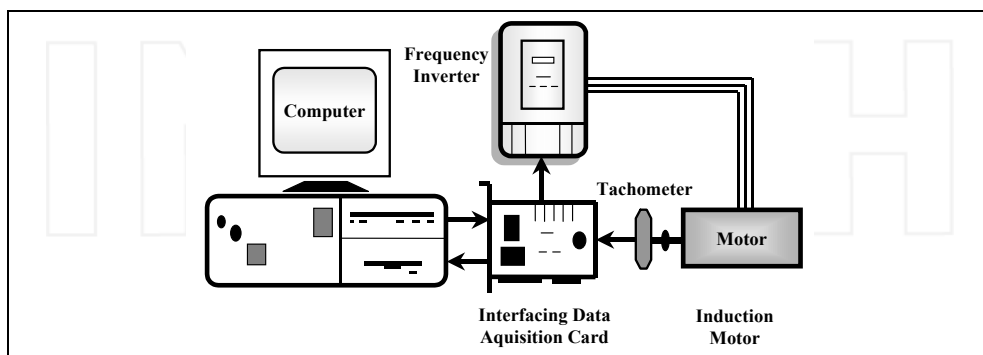 Frequency
Inverter
Computer
Tachometer
Motor
Interfacing Data
Aquisition Card
Induction
Motor